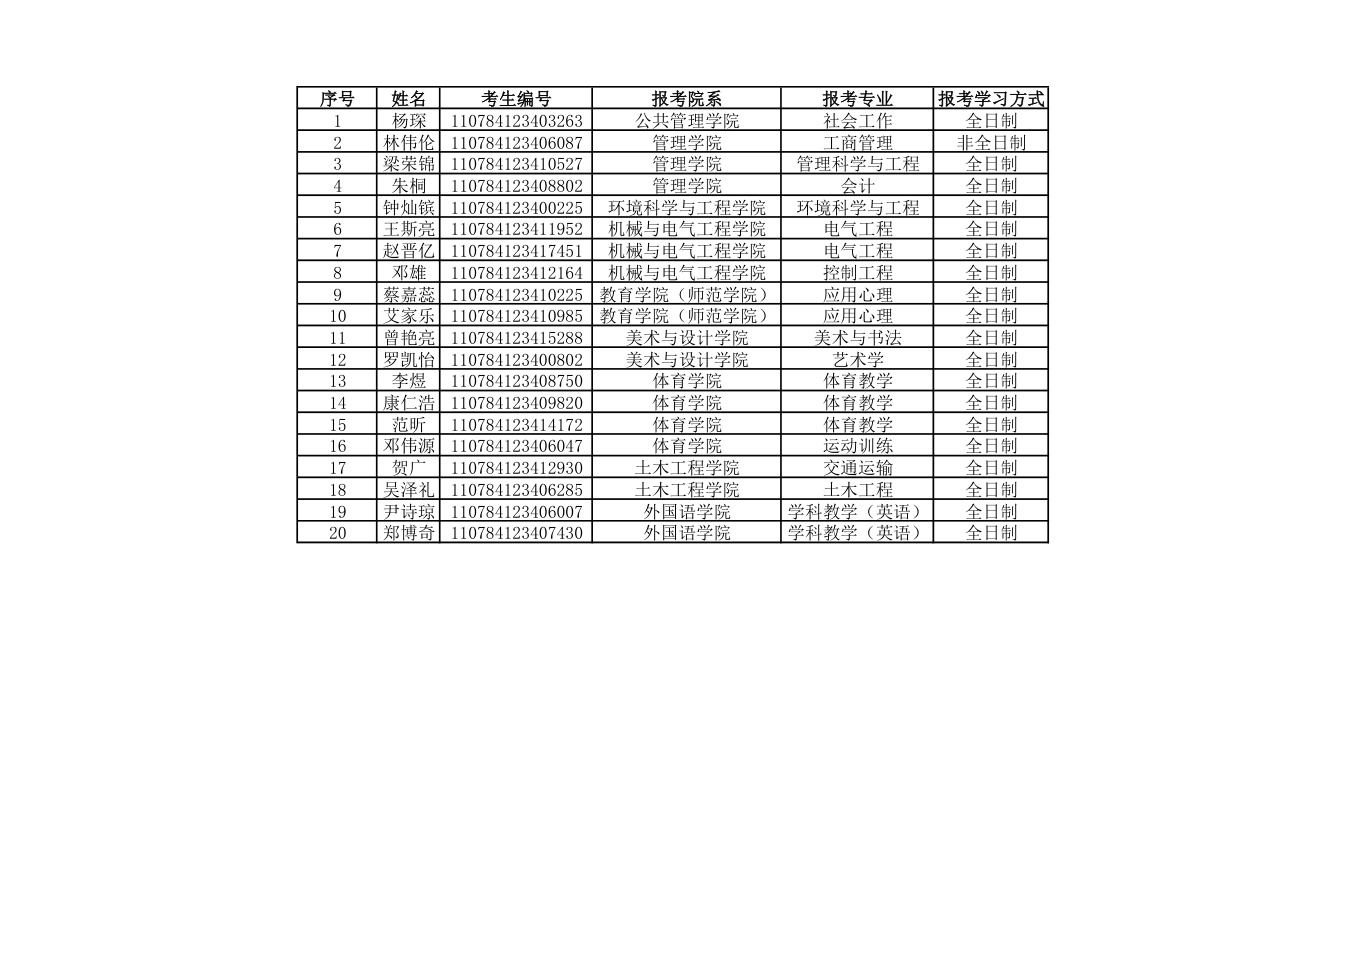 序号 姓名 考生编号 报考院系 报考专业 报考学习方式
1 杨琛 110784123403263 公共管理学院 社会工作 全日制
2 林伟伦 110784123406087 管理学院 工商管理 非全日制
3 梁荣锦 110784123410527 管理学院 管理科学与工程 全日制
4 朱桐 110784123408802 管理学院 会计 全日制
5 钟灿镔 110784123400225 环境科学与工程学院 环境科学与工程 全日制
6 王斯亮 110784123411952 机械与电气工程学院 电气工程 全日制
7 赵晋亿 110784123417451 机械与电气工程学院 电气工程 全日制
8 邓雄 110784123412164 机械与电气工程学院 控制工程 全日制
9 蔡嘉蕊 110784123410225 教育学院（师范学院） 应用心理 全日制
10 艾家乐 110784123410985 教育学院（师范学院） 应用心理 全日制
11 曾艳亮 110784123415288 美术与设计学院 美术与书法 全日制
12 罗凯怡 110784123400802 美术与设计学院 艺术学 全日制
13 李煜 110784123408750 体育学院 体育教学 全日制
14 康仁浩 110784123409820 体育学院 体育教学 全日制
15 范昕 110784123414172 体育学院 体育教学 全日制
16 邓伟源 110784123406047 体育学院 运动训练 全日制
17 贺广 110784123412930 土木工程学院 交通运输 全日制
18 吴泽礼 110784123406285 土木工程学院 土木工程 全日制
19 尹诗琼 110784123406007 外国语学院 学科教学（英语） 全日制
20 郑博奇 110784123407430 外国语学院 学科教学（英语） 全日制